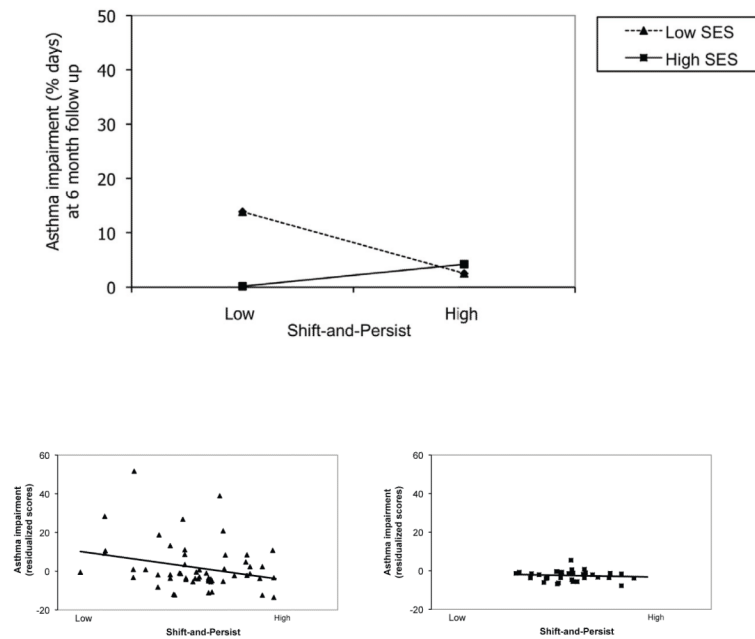 50
40
30
20
10
0
Asthma impairment (% days)
at 6 month follow up
Low
High
Shift-and-Persist
Low SES
High SES
60
40
20
0
-20
Asthma impairment
(residualized scores)
Low
High
Shift-and-Persist
60
40
20
0
-20
Asthma impairment
(residualized scores)
Low
High
Shift-and-Persist